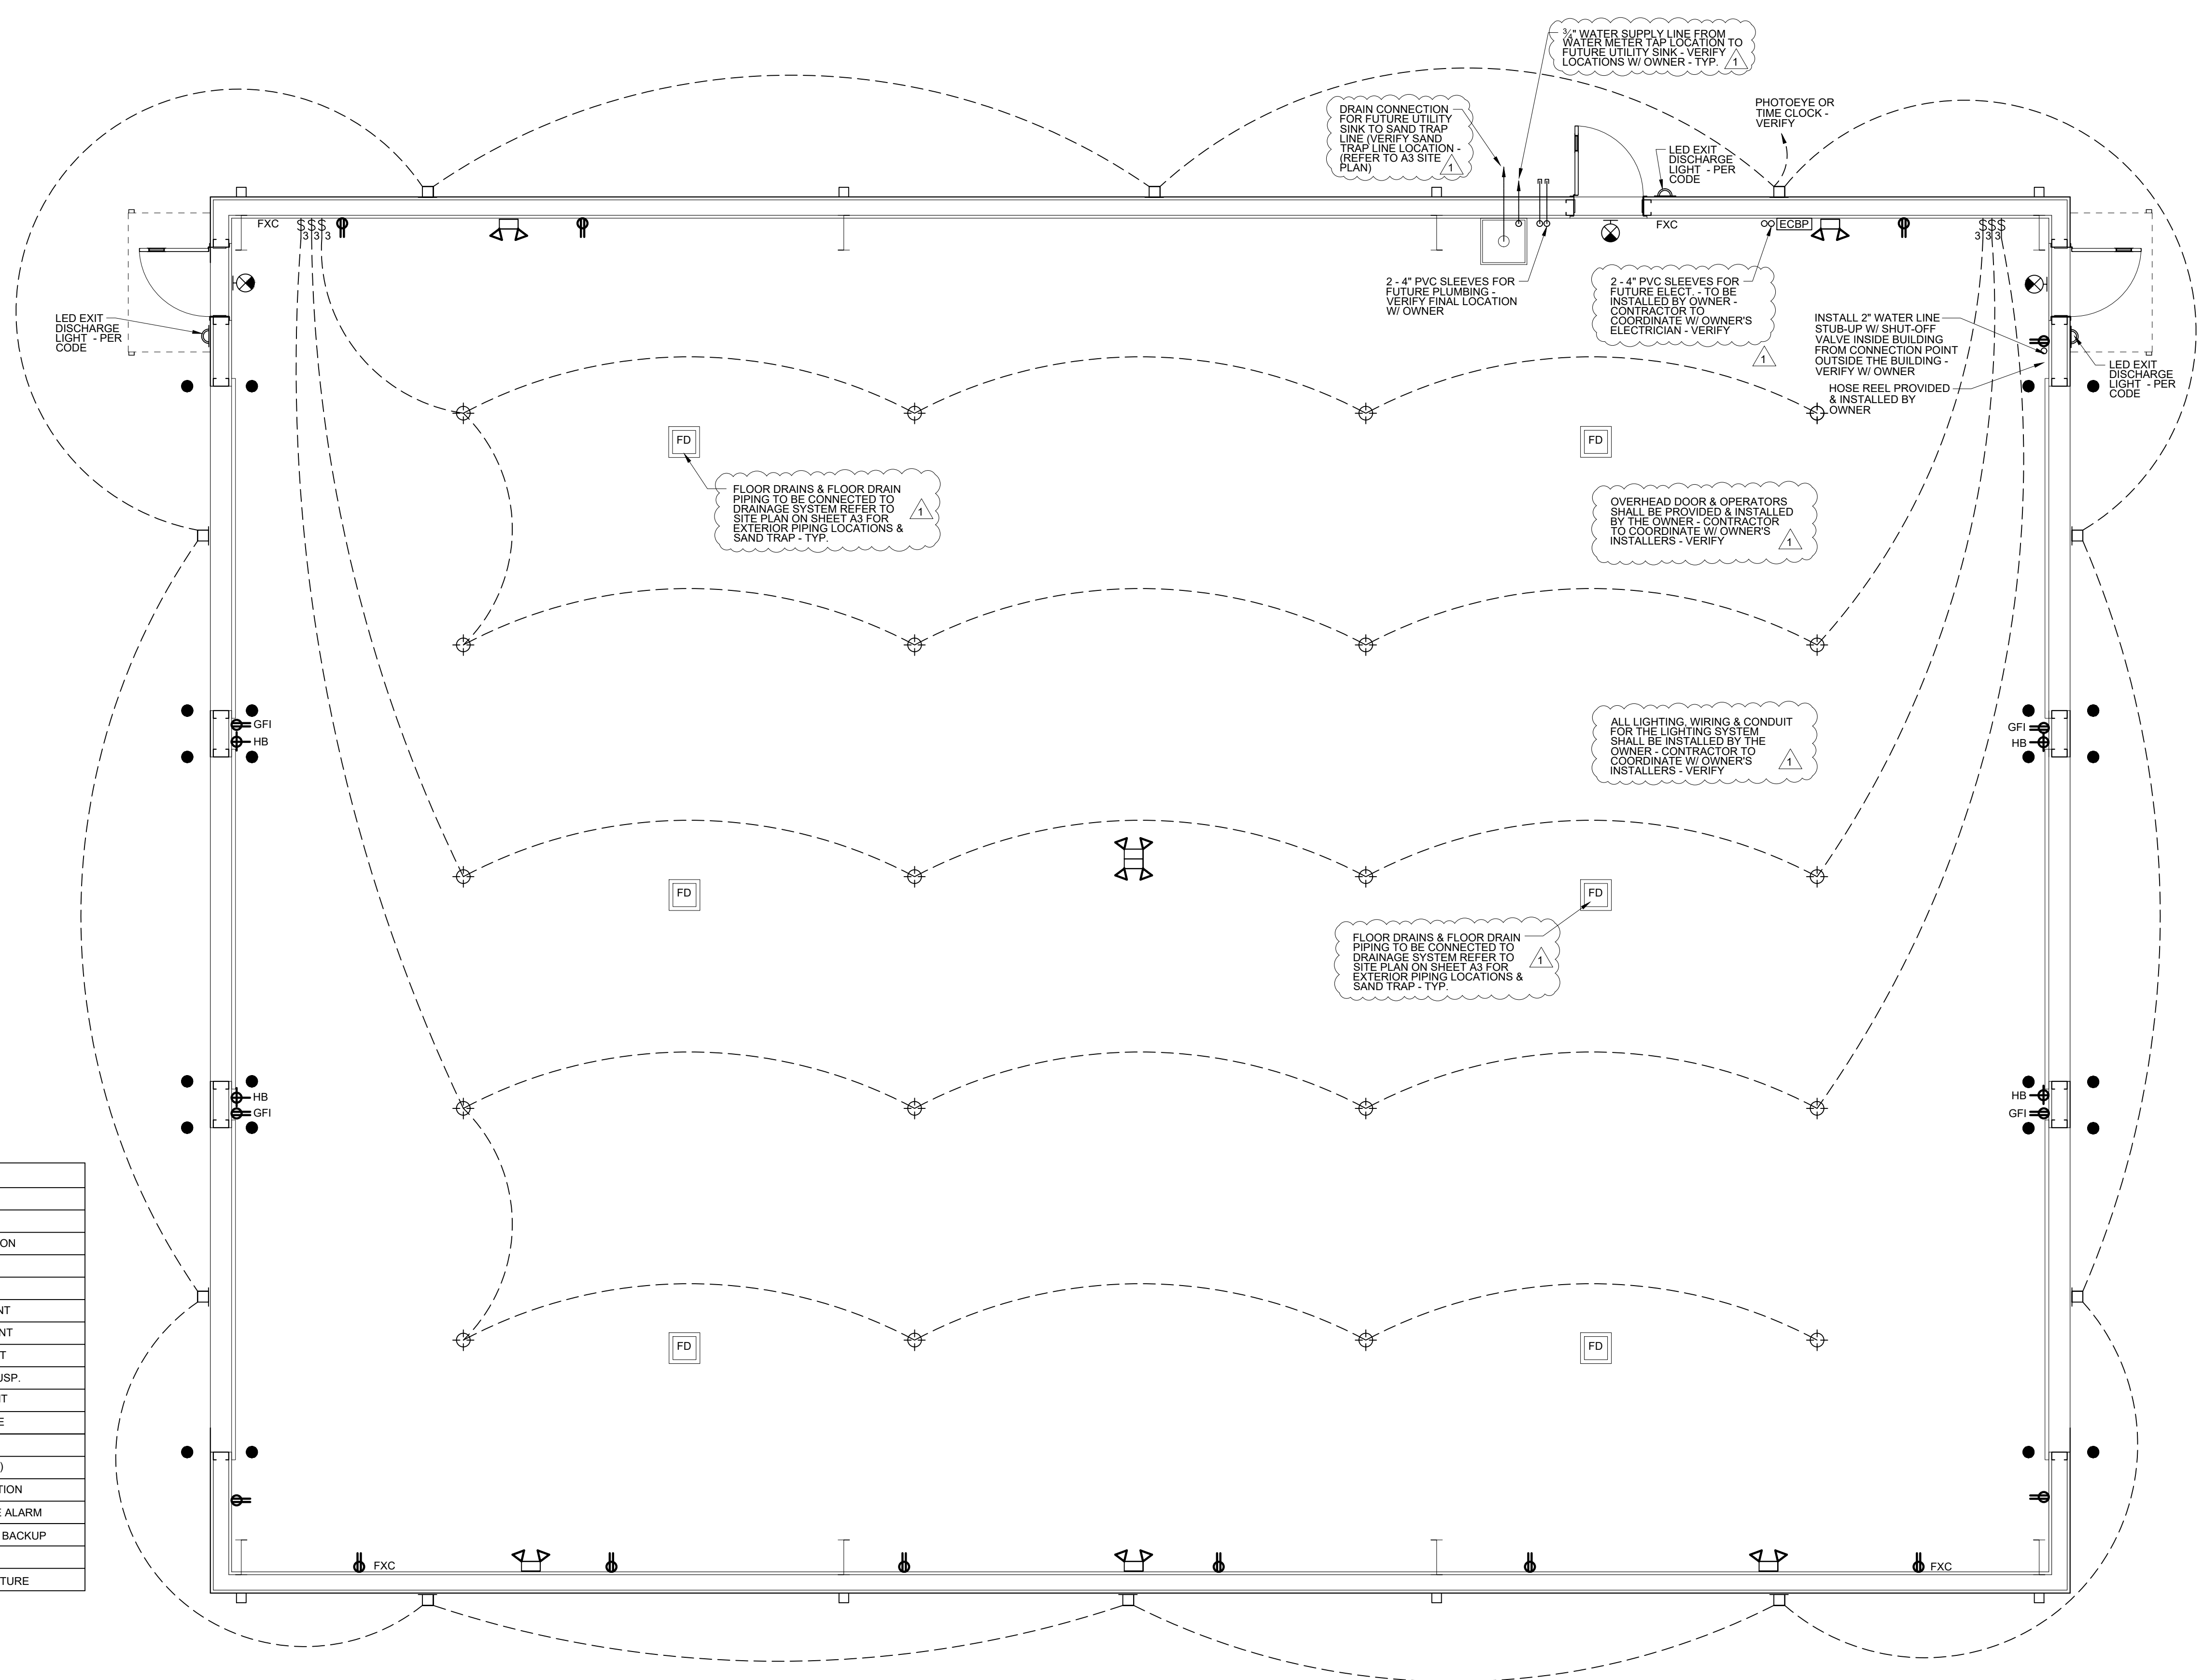 ¾" WATER SUPPLY LINE FROM
WATER METER TAP LOCATION TO
FUTURE UTILITY SINK - VERIFY
LOCATIONS W/ OWNER - TYP.
1
DRAIN CONNECTION
FOR FUTURE UTILITY
SINK TO SAND TRAP
LINE (VERIFY SAND
TRAP LINE LOCATION -
(REFER TO A3 SITE
PLAN)
1
PHOTOEYE OR
TIME CLOCK -
VERIFY
LED EXIT
DISCHARGE
LIGHT - PER
CODE
FXC
$ $ $
3 3 3
FXC
ECBP
$ $ $
3 3 3
2 - 4" PVC SLEEVES FOR
FUTURE PLUMBING -
VERIFY FINAL LOCATION
W/ OWNER
2 - 4" PVC SLEEVES FOR
FUTURE ELECT. - TO BE
INSTALLED BY OWNER -
CONTRACTOR TO
COORDINATE W/ OWNER'S
ELECTRICIAN - VERIFY
1
LED EXIT
DISCHARGE
LIGHT - PER
CODE
INSTALL 2" WATER LINE
STUB-UP W/ SHUT-OFF
VALVE INSIDE BUILDING
FROM CONNECTION POINT
OUTSIDE THE BUILDING -
VERIFY W/ OWNER
HOSE REEL PROVIDED
& INSTALLED BY
OWNER
LED EXIT
DISCHARGE
LIGHT - PER
CODE
FD
FD
FLOOR DRAINS & FLOOR DRAIN
PIPING TO BE CONNECTED TO
DRAINAGE SYSTEM REFER TO
SITE PLAN ON SHEET A3 FOR
EXTERIOR PIPING LOCATIONS &
SAND TRAP - TYP.
1
OVERHEAD DOOR & OPERATORS
SHALL BE PROVIDED & INSTALLED
BY THE OWNER - CONTRACTOR
TO COORDINATE W/ OWNER'S
INSTALLERS - VERIFY
1
GFI
HB
ALL LIGHTING, WIRING & CONDUIT
FOR THE LIGHTING SYSTEM
SHALL BE INSTALLED BY THE
OWNER - CONTRACTOR TO
COORDINATE W/ OWNER'S
INSTALLERS - VERIFY
1
GFI
HB
FD
FD
FLOOR DRAINS & FLOOR DRAIN
PIPING TO BE CONNECTED TO
DRAINAGE SYSTEM REFER TO
SITE PLAN ON SHEET A3 FOR
EXTERIOR PIPING LOCATIONS &
SAND TRAP - TYP.
1
HB
GFI
HB
GFI
FD
FD
FXC
FXC
ALARM
BACKUP